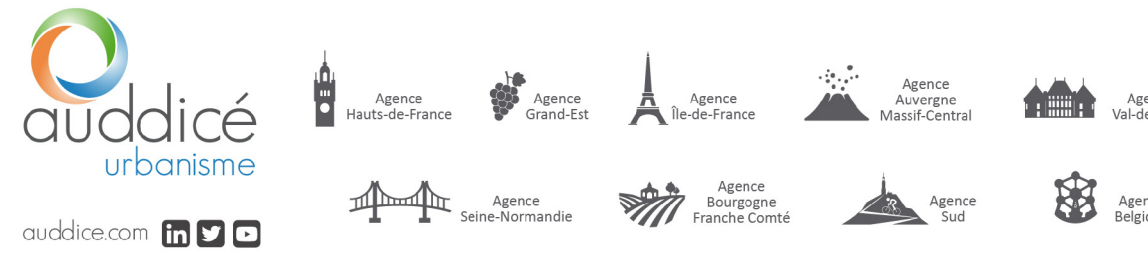 auddicé
urbanisme
auddice.com
Agence
Hauts-de-France
Agence
Grand-Est
Agence
Île-de-France
Agence
Auvergne
Massif-Central
Agence
Seine-Normandie
Agence
Bourgogne
Franche Comté
Agence
Sud